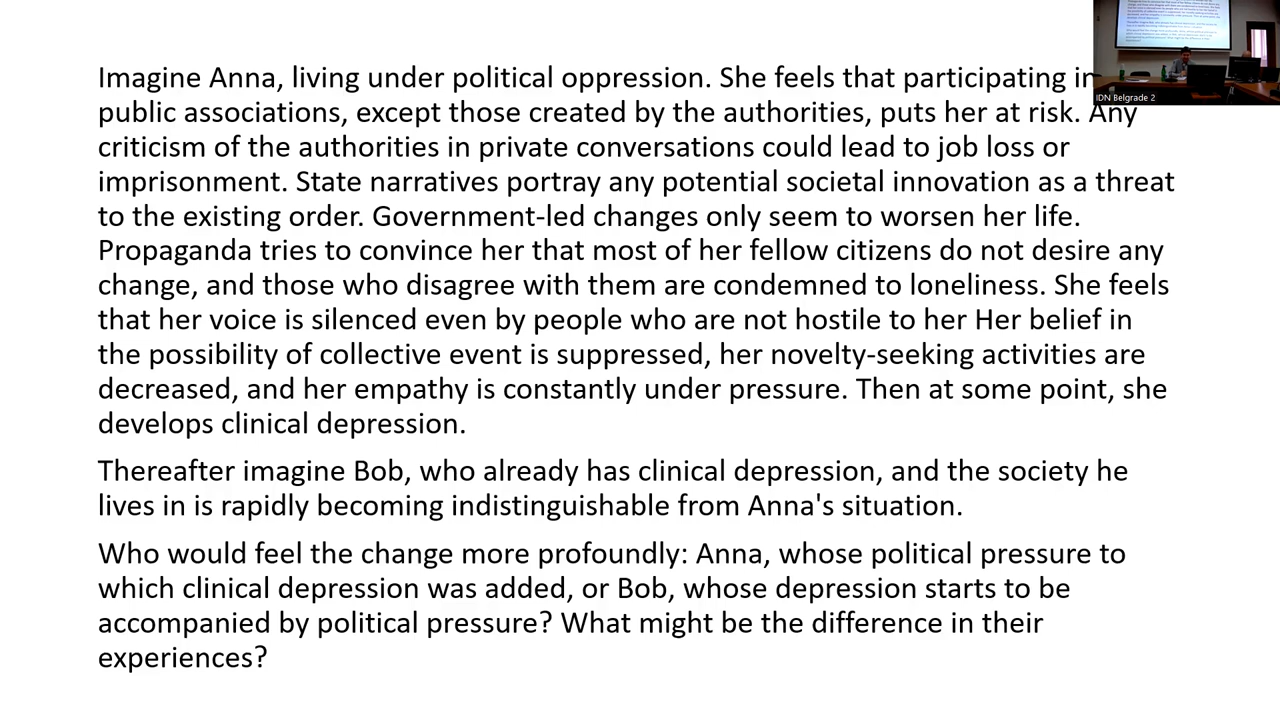 Imagine Anna, living under political oppression. She feels that participating in
public associations, except those created by the authorities, puts her at risk. Any
criticism of the authorities in private conversations could lead to job loss or
imprisonment. State narratives portray any potential societal innovation as a threat
to the existing order. Government-led changes only seem to worsen her life.
Propaganda tries to convince her that most of her fellow citizens do not desire any
change, and those who disagree with them are condemned to loneliness. She feels
that her voice is silenced even by people who are not hostile to her Her belief in
the possibility of collective event is suppressed, her novelty-seeking activities are
decreased, and her empathy is constantly under pressure. Then at some point, she
develops clinical depression.
Thereafter imagine Bob, who already has clinical depression, and the society he
lives in is rapidly becoming indistinguishable from Anna's situation.
Who would feel the change more profoundly: Anna, whose political pressure to
which clinical depression was added, or Bob, whose depression starts to be
accompanied by political pressure? What might be the difference in their
experiences?
IDN Belgrade 2